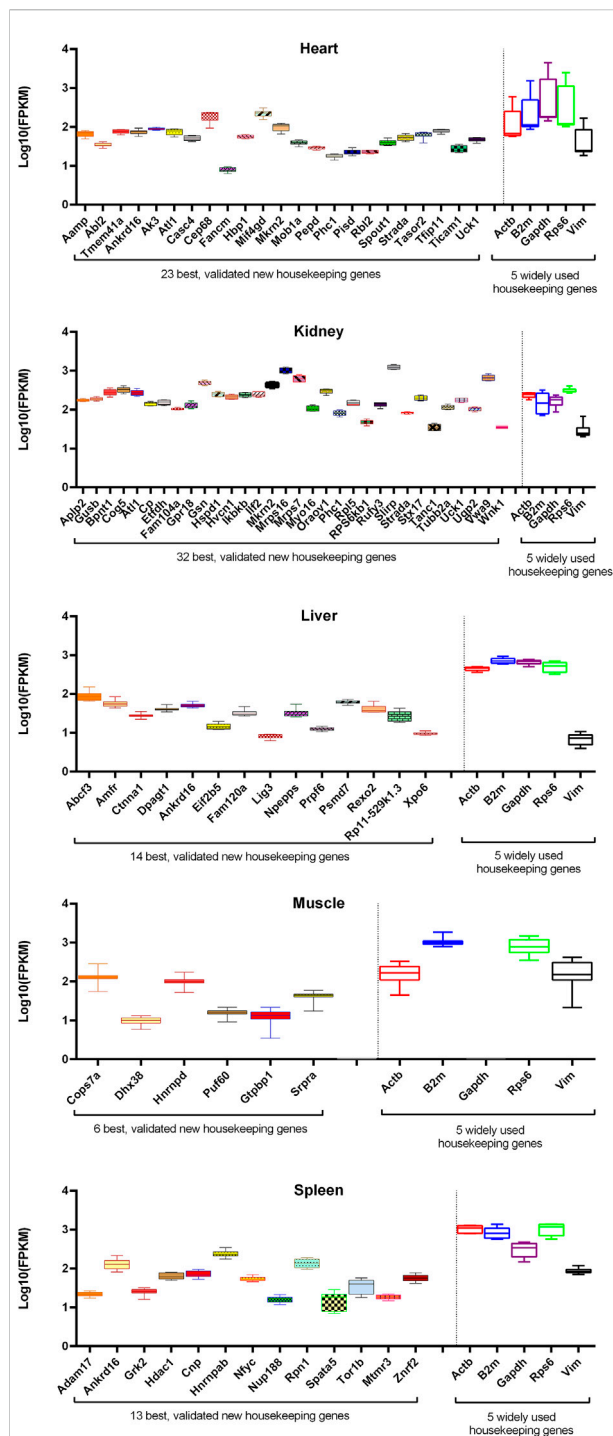 Heart
Log10(FPKM)
4
3
2
1
0
Aamp
Abl2
Tmem41a
Ankrd16
Ak3
Atl1
Casc4
Cep68
Fancm
Hbp1
Mif4gd
Mkrn2
Mob1a
Pepd
Phc1
Pisd
Rbl2
Spout1
Strada
Tasor2
Tfip11
Ticam1
Uck1
Actb
B2m
Gapdh
Rps6
Vim
23 best, validated new housekeeping genes
5 widely used
housekeeping genes
Kidney
Log10(FPKM)
4
3
2
1
0
Aplp2
Gusb
Bpnt1
Cog5
Atl1
Cp
Etfdh
Fam104a
Gpr18
Gsn
Hspd1
Hvcn1
Ikbkb
Ilf2
Mkrn2
Mrps16
Mrps7
Myo16
Oraov1
Phc1
Rpl5
RPS6kb1
Rufy3
Slirp
Strada
Stx17
Tanc1
Tubb2a
Uck1
Ugp2
Vwa9
Wnk1
Actb
B2m
Gapdh
Rps6
Vim
32 best, validated new housekeeping genes
5 widely used
housekeeping genes
Liver
Log10(FPKM)
4
3
2
1
0
Abcf3
Amfr
Ctnna1
Dpagt1
Ankrd16
Eif2b5
Fam120a
Lig3
Npepps
Prpf6
Psmd7
Rexo2
Rp11-529k1.3
Xpo6
Actb
B2m
Gapdh
Rps6
Vim
14 best, validated new housekeeping genes
5 widely used
housekeeping genes
Muscle
Log10(FPKM)
4
3
2
1
0
Cops7a
Dhx38
Hnrnpd
Puf60
Gtpbp1
Srpra
Actb
B2m
Gapdh
Rps6
Vim
6 best, validated new housekeeping genes
5 widely used
housekeeping genes
Spleen
Log10(FPKM)
4
3
2
1
0
Adam17
Ankrd16
Grk2
Hdac1
Cnp
Hnrnpab
Nfyc
Nup188
Rpn1
Spata5
Tor1b
Mtmr3
Znrf2
Actb
B2m
Gapdh
Rps6
Vim
13 best, validated new housekeeping genes
5 widely used
housekeeping genes